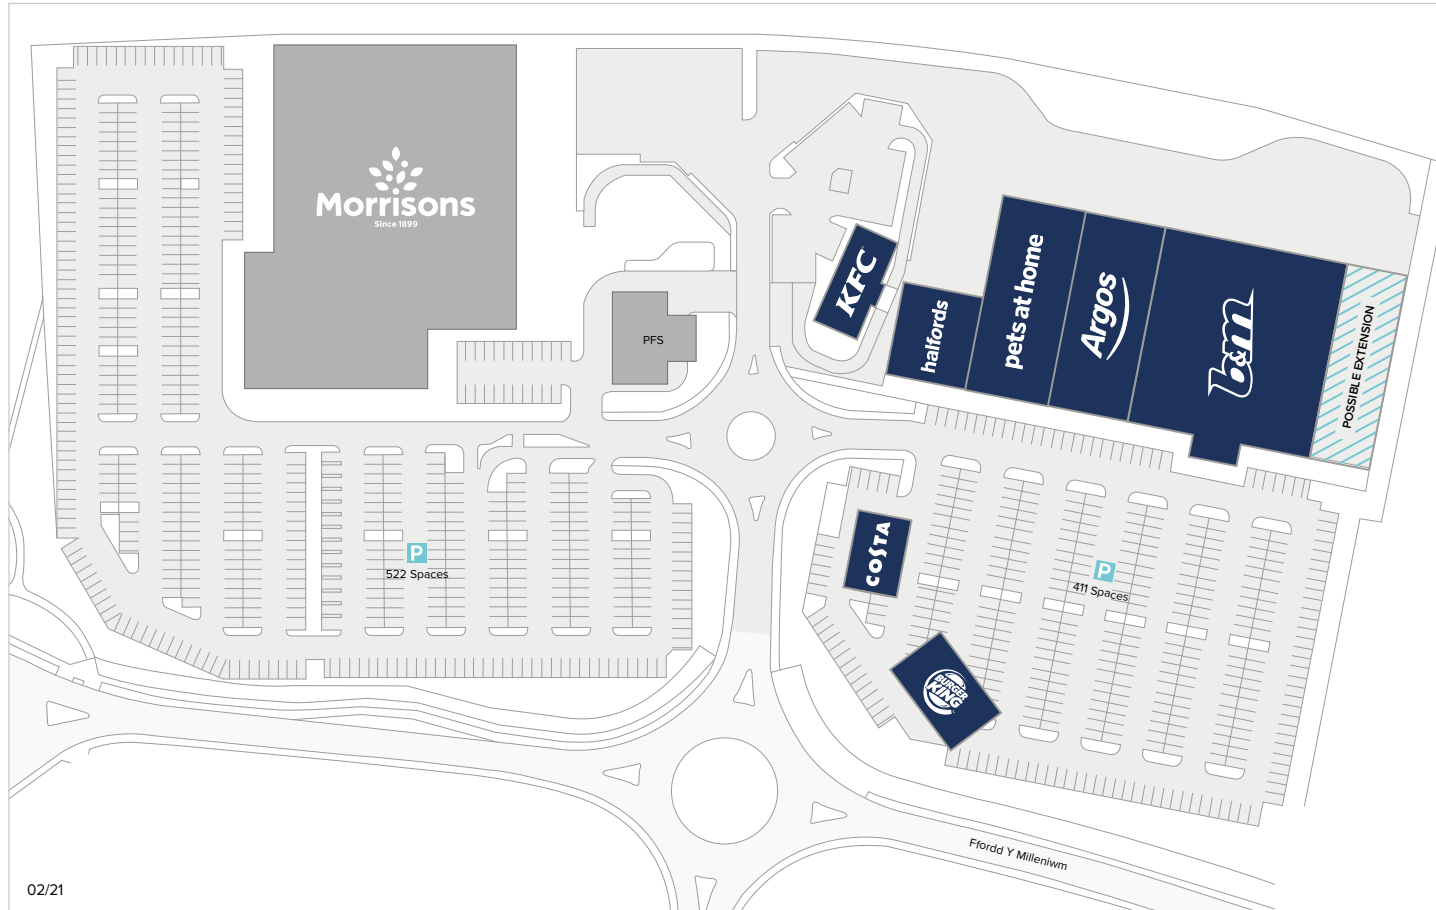 Morrisons
Since 1899
KFC
halfords
pets at home
Argos
b&m
POSSIBLE EXTENSION
PFS
COSTA
P
522 Spaces
P
411 Spaces
BURGER
KING
Ffordd Y Mileniwm
02/21